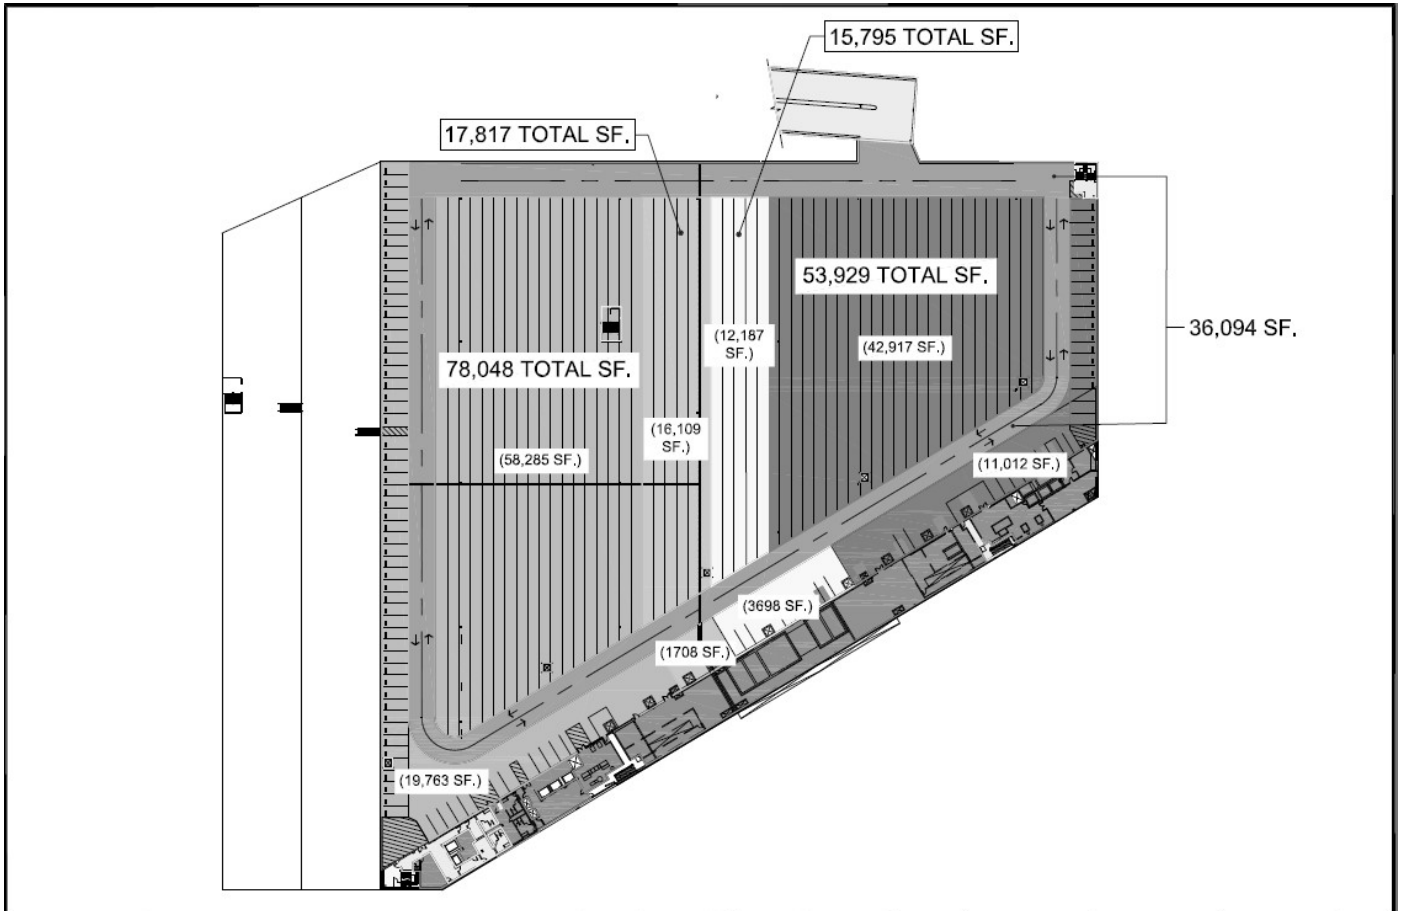 15,795 TOTAL SF.
17,817 TOTAL SF.
53,929 TOTAL SF.
36,094 SF.
(12,187
SF.)
(42,917 SF.)
78,048 TOTAL SF.
(16,109
SF.)
(58,285 SF.)
(11,012 SF.)
(3698 SF.)
(1708 SF.)
(19,763 SF.)